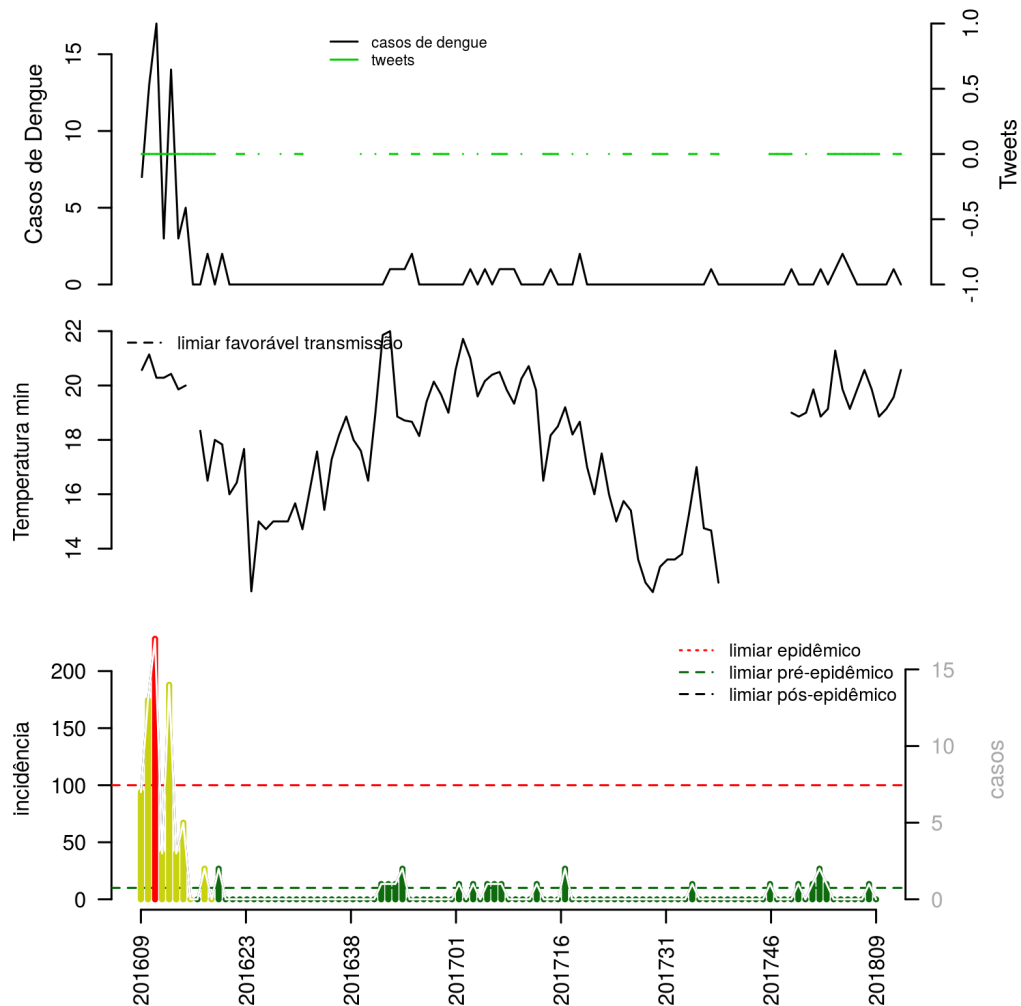 Casos de Dengue
15
10
5
0
casos de dengue
tweets
1.0
0.5
0.0
-0.5
-1.0
Tweets
Temperatura min
22
20
18
16
14
limiar favorável transmissão
incidência
200
150
100
50
0
limiar epidêmico
limiar pré-epidêmico
limiar pós-epidêmico
15
10
5
0
casos
201609
201623
201638
201701
201716
201731
201746
201809